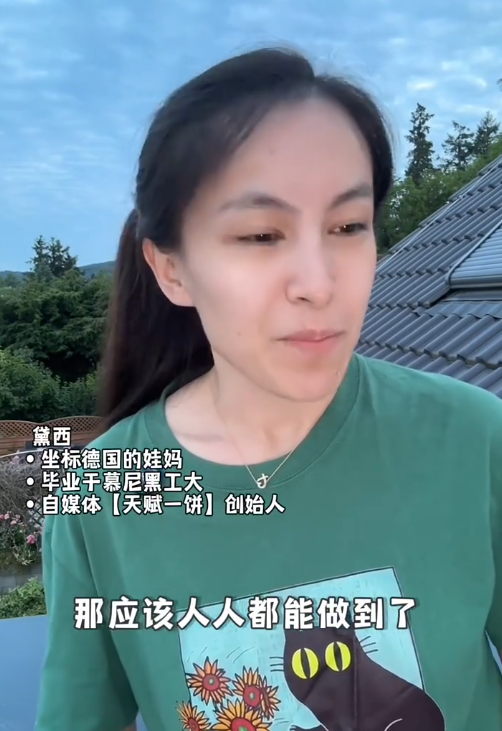 黛西
• 坐标德国的娃妈
• 毕业于慕尼黑工大
• 自媒体【天赋一饼】创始人
那应该人人都能做到了